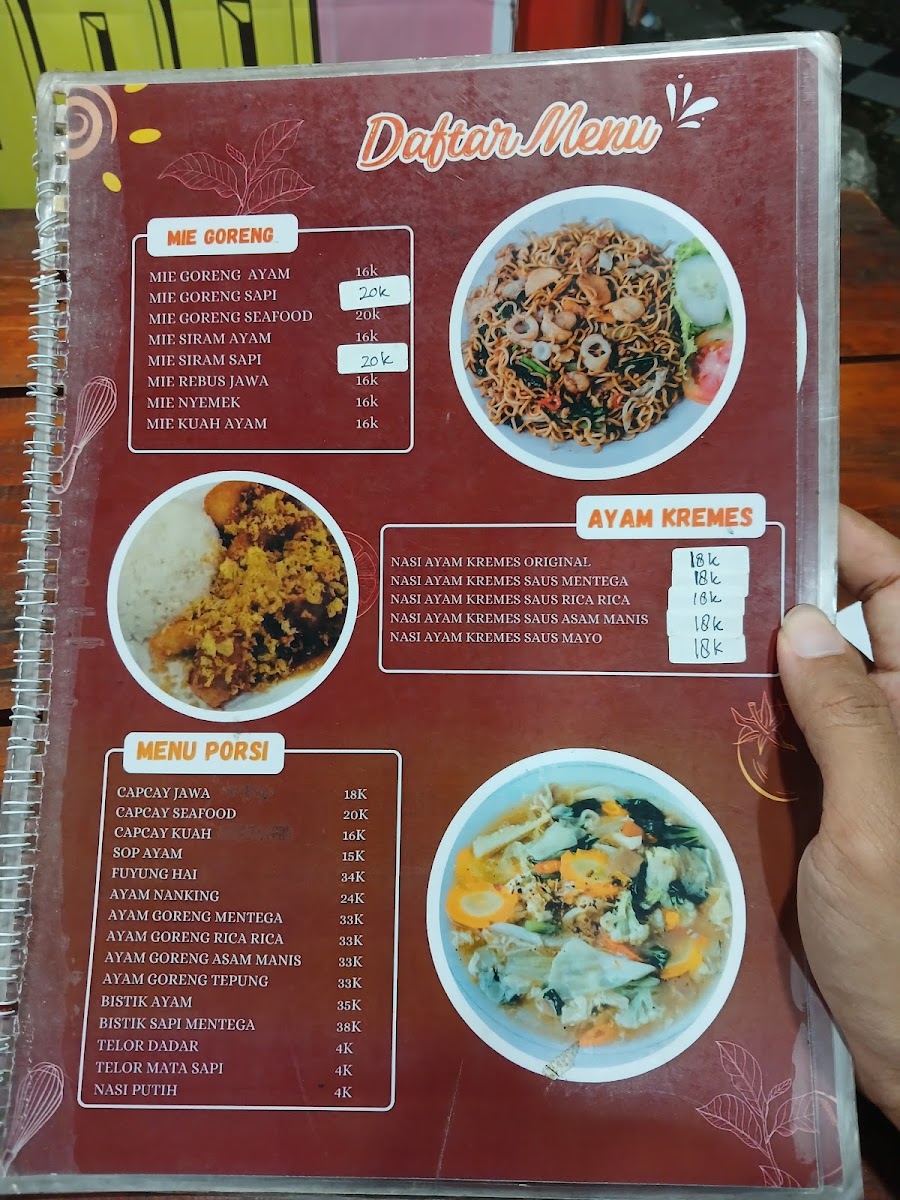 Daftar Menu
MIE GORENG
MIE GORENG AYAM 16k
MIE GORENG SAPI 20k
MIE GORENG SEAFOOD 20k
MIE SIRAM AYAM 16k
MIE SIRAM SAPI 20k
MIE REBUS JAWA 16k
MIE NYEMEK 16k
MIE KUAH AYAM 16k
AYAM KREMES
NASI AYAM KREMES ORIGINAL 18k
NASI AYAM KREMES SAUS MENTEGA 18k
NASI AYAM KREMES SAUS RICA RICA 18k
NASI AYAM KREMES SAUS ASAM MANIS 18k
NASI AYAM KREMES SAUS MAYO 18k
MENU PORSI
CAPCAY JAWA 18K
CAPCAY SEAFOOD 20K
CAPCAY KUAH 16K
SOP AYAM 15K
FUYUNG HAI 34K
AYAM NANKING 24K
AYAM GORENG MENTEGA 33K
AYAM GORENG RICA RICA 33K
AYAM GORENG ASAM MANIS 33K
AYAM GORENG TEPUNG 33K
BISTIK AYAM 35K
BISTIK SAPI MENTEGA 38K
TELOR DADAR 4K
TELOR MATA SAPI 4K
NASI PUTIH 4K